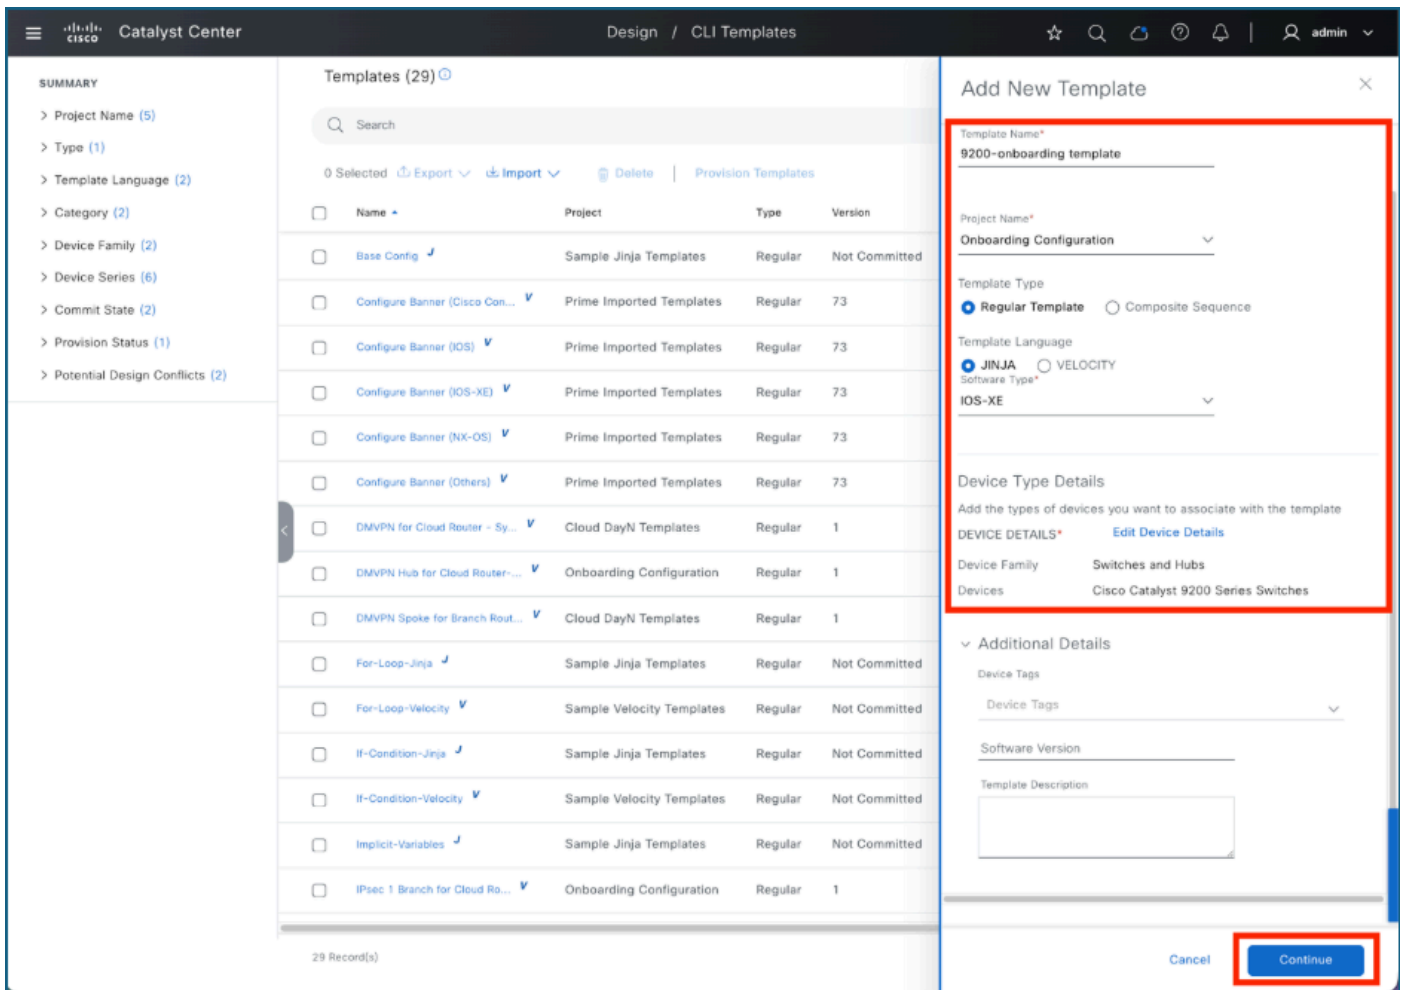 CISCO Catalyst Center
Design / CLI Templates
admin
SUMMARY
Project Name (5)
Type (1)
Template Language (2)
Category (2)
Device Family (2)
Device Series (6)
Commit State (2)
Provision Status (1)
Potential Design Conflicts (2)
Templates (29)
Search
0 Selected Export Import Delete Provision Templates
Name Project Type Version
Base Config J Sample Jinja Templates Regular Not Committed
Configure Banner (Cisco Con... V Prime Imported Templates Regular 73
Configure Banner (IOS) V Prime Imported Templates Regular 73
Configure Banner (IOS-XE) V Prime Imported Templates Regular 73
Configure Banner (NX-OS) V Prime Imported Templates Regular 73
Configure Banner (Others) V Prime Imported Templates Regular 73
DMVPN for Cloud Router - Sy... V Cloud DayN Templates Regular 1
DMVPN Hub for Cloud Router-... V Onboarding Configuration Regular 1
DMVPN Spoke for Branch Rout... V Cloud DayN Templates Regular 1
For-Loop-Jinja J Sample Jinja Templates Regular Not Committed
For-Loop-Velocity V Sample Velocity Templates Regular Not Committed
If-Condition-Jinja J Sample Jinja Templates Regular Not Committed
If-Condition-Velocity V Sample Velocity Templates Regular Not Committed
Implicit-Variables J Sample Jinja Templates Regular Not Committed
IPsec 1 Branch for Cloud Ro... V Onboarding Configuration Regular 1
29 Record(s)
Add New Template
Template Name*
9200-onboarding template
Project Name*
Onboarding Configuration
Template Type
Regular Template Composite Sequence
Template Language
JINJA VELOCITY
Software Type*
IOS-XE
Device Type Details
Add the types of devices you want to associate with the template
DEVICE DETAILS* Edit Device Details
Device Family Switches and Hubs
Devices Cisco Catalyst 9200 Series Switches
Additional Details
Device Tags
Device Tags
Software Version
Template Description
Cancel Continue